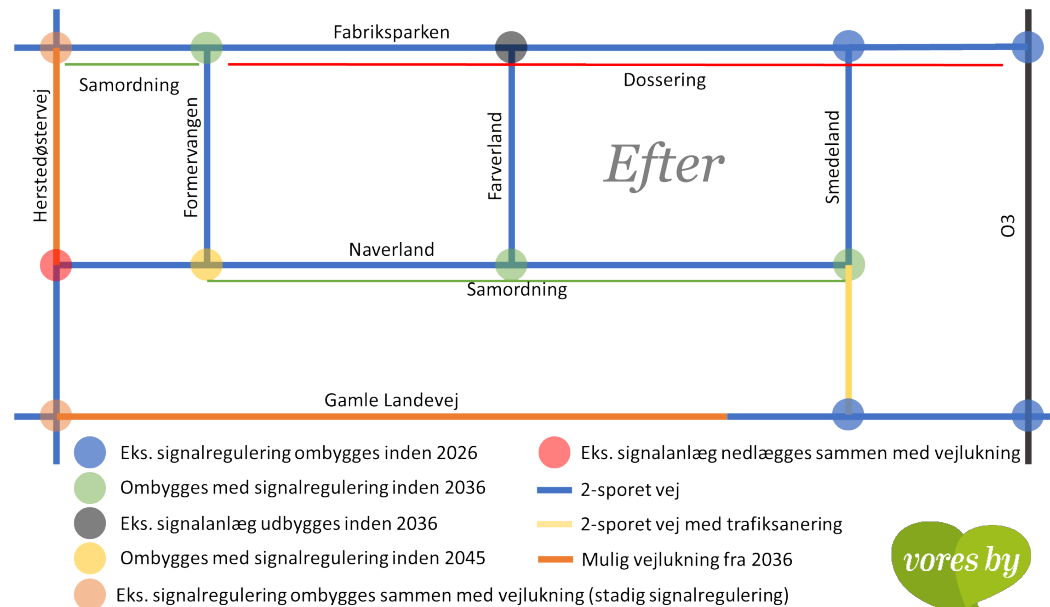 Fabriksparken
Samordning
Dossering
Herstedøstervej
Formervangen
Farverland
Efter
Smedeland
O3
Naverland
Samordning
Gamle Landevej
Eks. signalregulering ombygges inden 2026
Ombygges med signalregulering inden 2036
Eks. signalanlæg udbygges inden 2036
Ombygges med signalregulering inden 2045
Eks. signalregulering ombygges sammen med vejlukning (stadig signalregulering)
Eks. signalanlæg nedlægges sammen med vejlukning
2-sporet vej
2-sporet vej med trafiksanering
Mulig vejlukning fra 2036
vores by